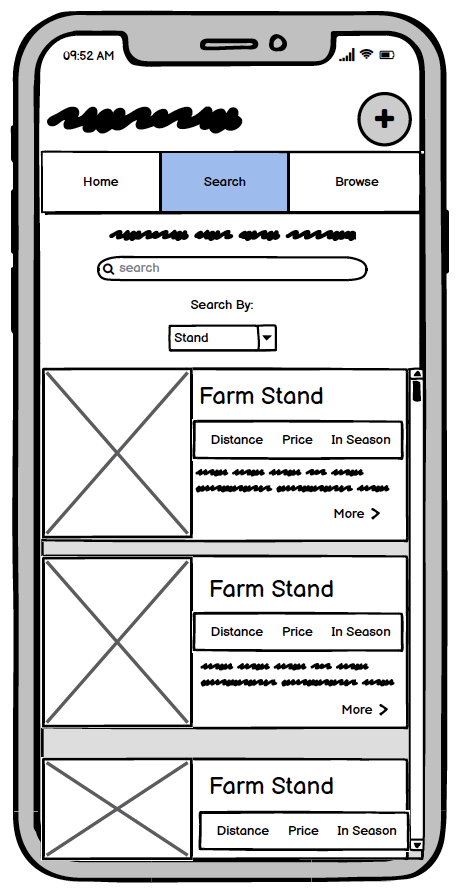 09:52 AM
Home Search Browse
search
Search By:
Stand
Farm Stand
Distance Price In Season
More
Farm Stand
Distance Price In Season
More
Farm Stand
Distance Price In Season